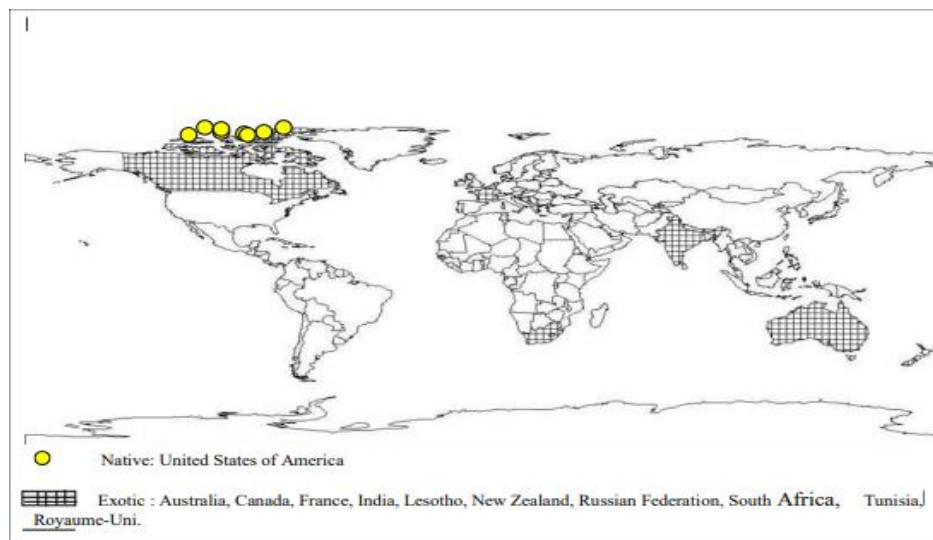 Native: United States of America
Exotic : Australia, Canada, France, India, Lesotho, New Zealand, Russian Federation, South Africa, Tunisia,
Royaume-Uni.